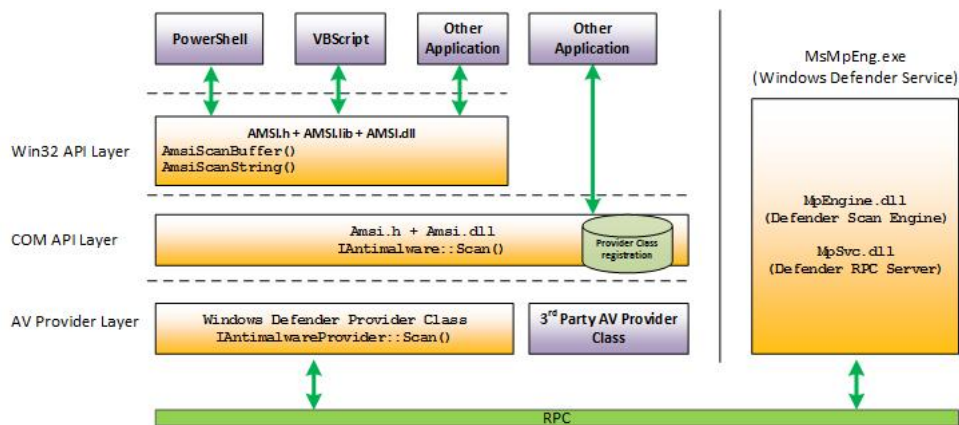 PowerShell
VBScript
Other
Application
Other
Application
MsMpEng.exe
(Windows Defender Service)
Win32 API Layer
AMSI.h + AMSI.lib + AMSI.dll
AmsiScanBuffer()
AmsiScanString()
COM API Layer
Amsi.h + Amsi.dll
IAntimalware::Scan()
Provider Class
registration
MpEngine.dll
(Defender Scan Engine)
MpSvc.dll
(Defender RPC Server)
AV Provider Layer
Windows Defender Provider Class
IAntimalwareProvider::Scan()
3rd Party AV Provider
Class
RPC